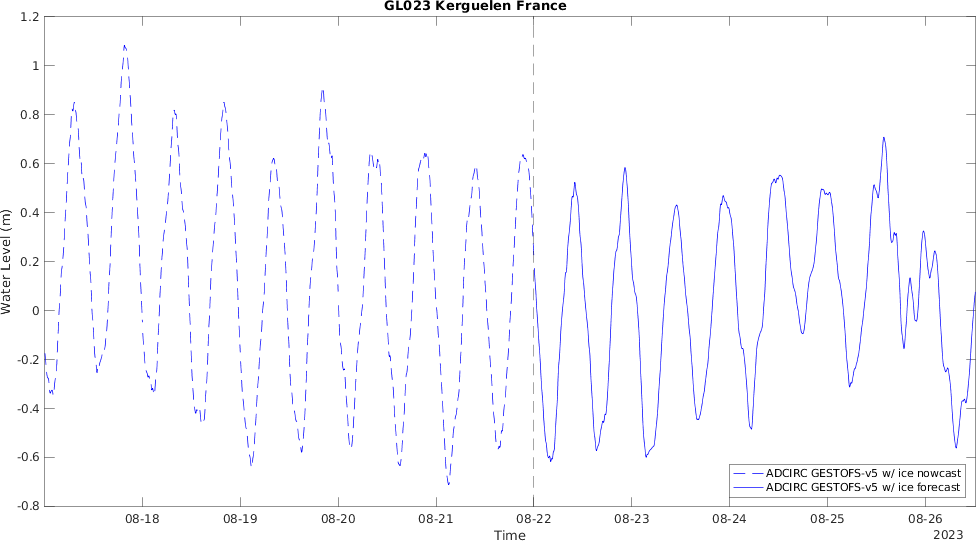 GL023 Kerguelen France
1.2
1
0.8
0.6
0.4
0.2
0
-0.2
-0.4
-0.6
-0.8
Water Level (m)
ADCIRC GESTOFS-v5 w/ ice nowcast
ADCIRC GESTOFS-v5 w/ ice forecast
08-18 08-19 08-20 08-21 08-22 08-23 08-24 08-25 08-26
Time
2023